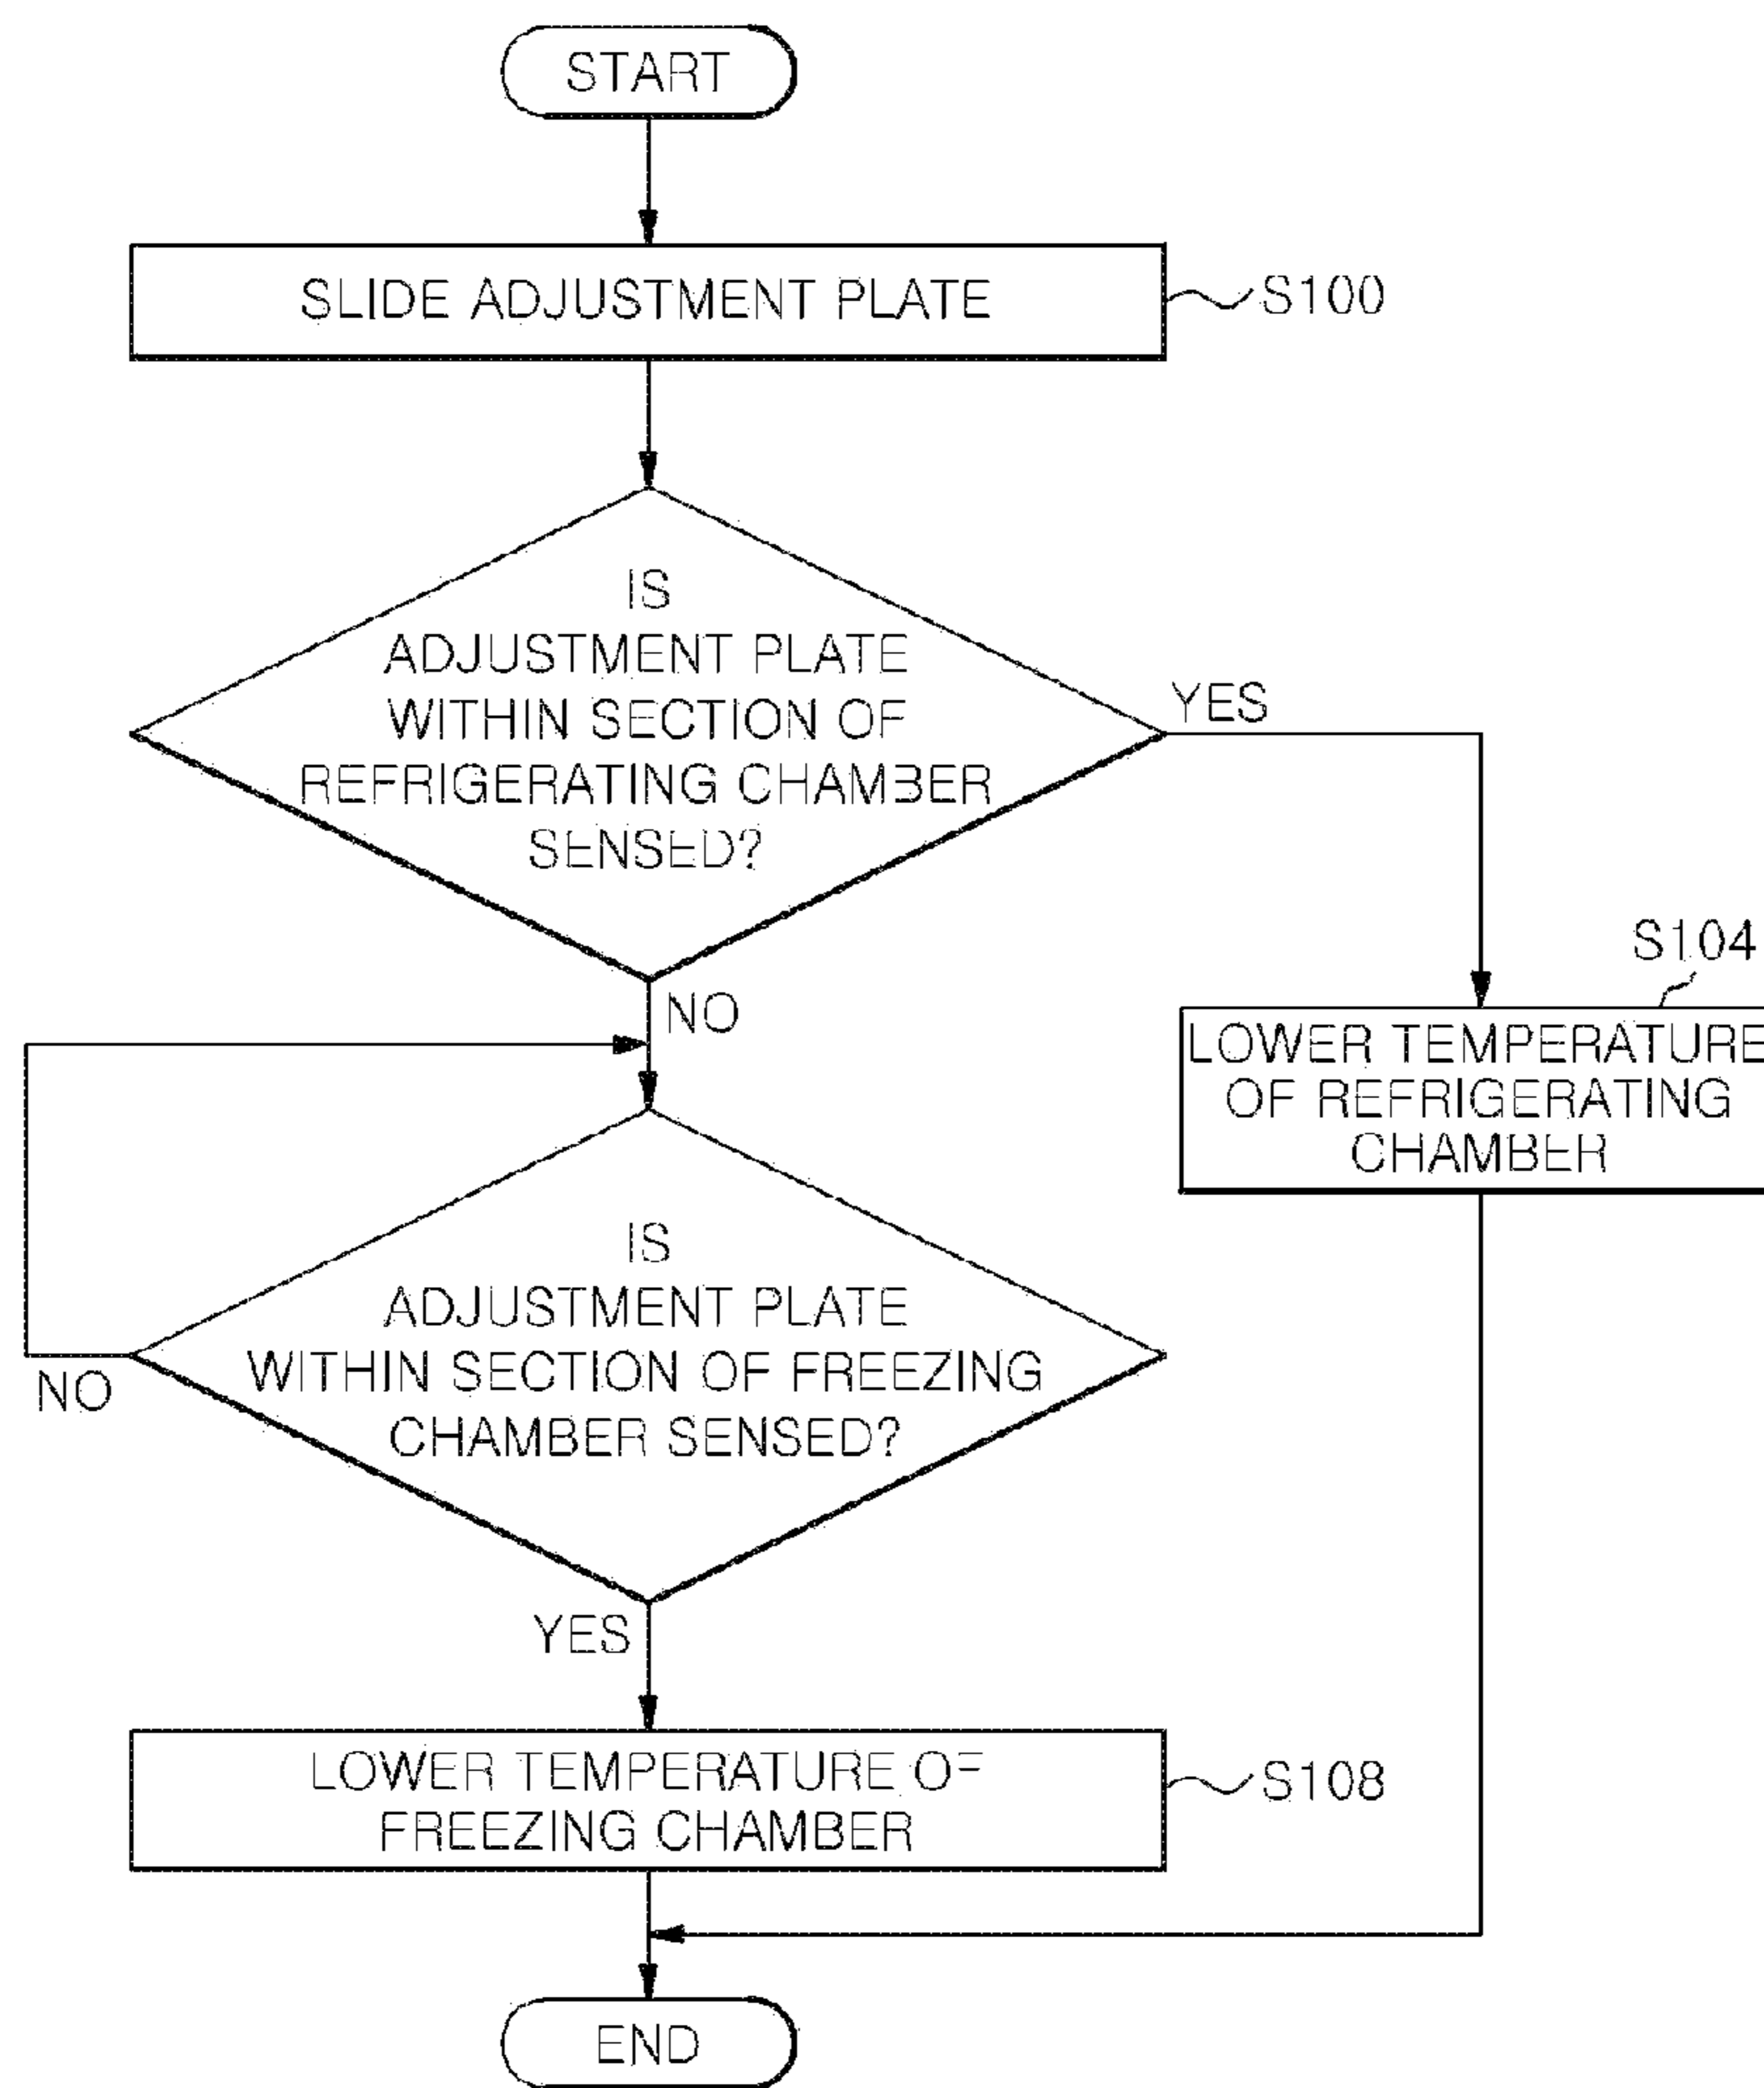 START
SLIDE ADJUSTMENT PLATE
S100
IS
ADJUSTMENT PLATE
WITHIN SECTION OF
REFRIGERATING CHAMBER
SENSED?
YES
NO
S104
LOWER TEMPERATURE
OF REFRIGERATING
CHAMBER
IS
ADJUSTMENT PLATE
WITHIN SECTION OF FREEZING
CHAMBER SENSED?
NO
YES
LOWER TEMPERATURE OF
FREEZING CHAMBER
S108
END